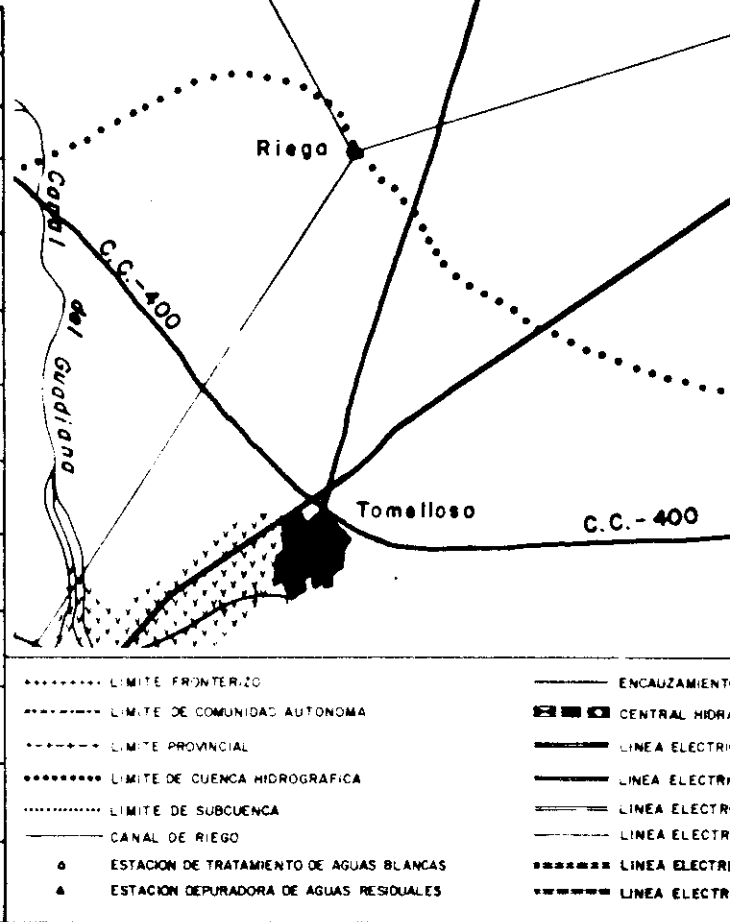 Riega
Canal
del Guadiana
C.C.-400
Tomelloso
C.C.-400
LIMITE FRONTERIZO
LIMITE DE COMUNIDAD AUTONOMA
LIMITE PROVINCIAL
LIMITE DE CUENCA HIDROGRAFICA
LIMITE DE SUBCUENCA
CANAL DE RIEGO
ESTACION DE TRATAMIENTO DE AGUAS BLANCAS
ESTACION DEPURADORA DE AGUAS RESIDUALES
ENCAUZAMIENTO
CENTRAL HIDRA
LINEA ELECTRI
LINEA ELECTR
LINEA ELECTR
LINEA ELECTR
LINEA ELECTR
LINEA ELECTR